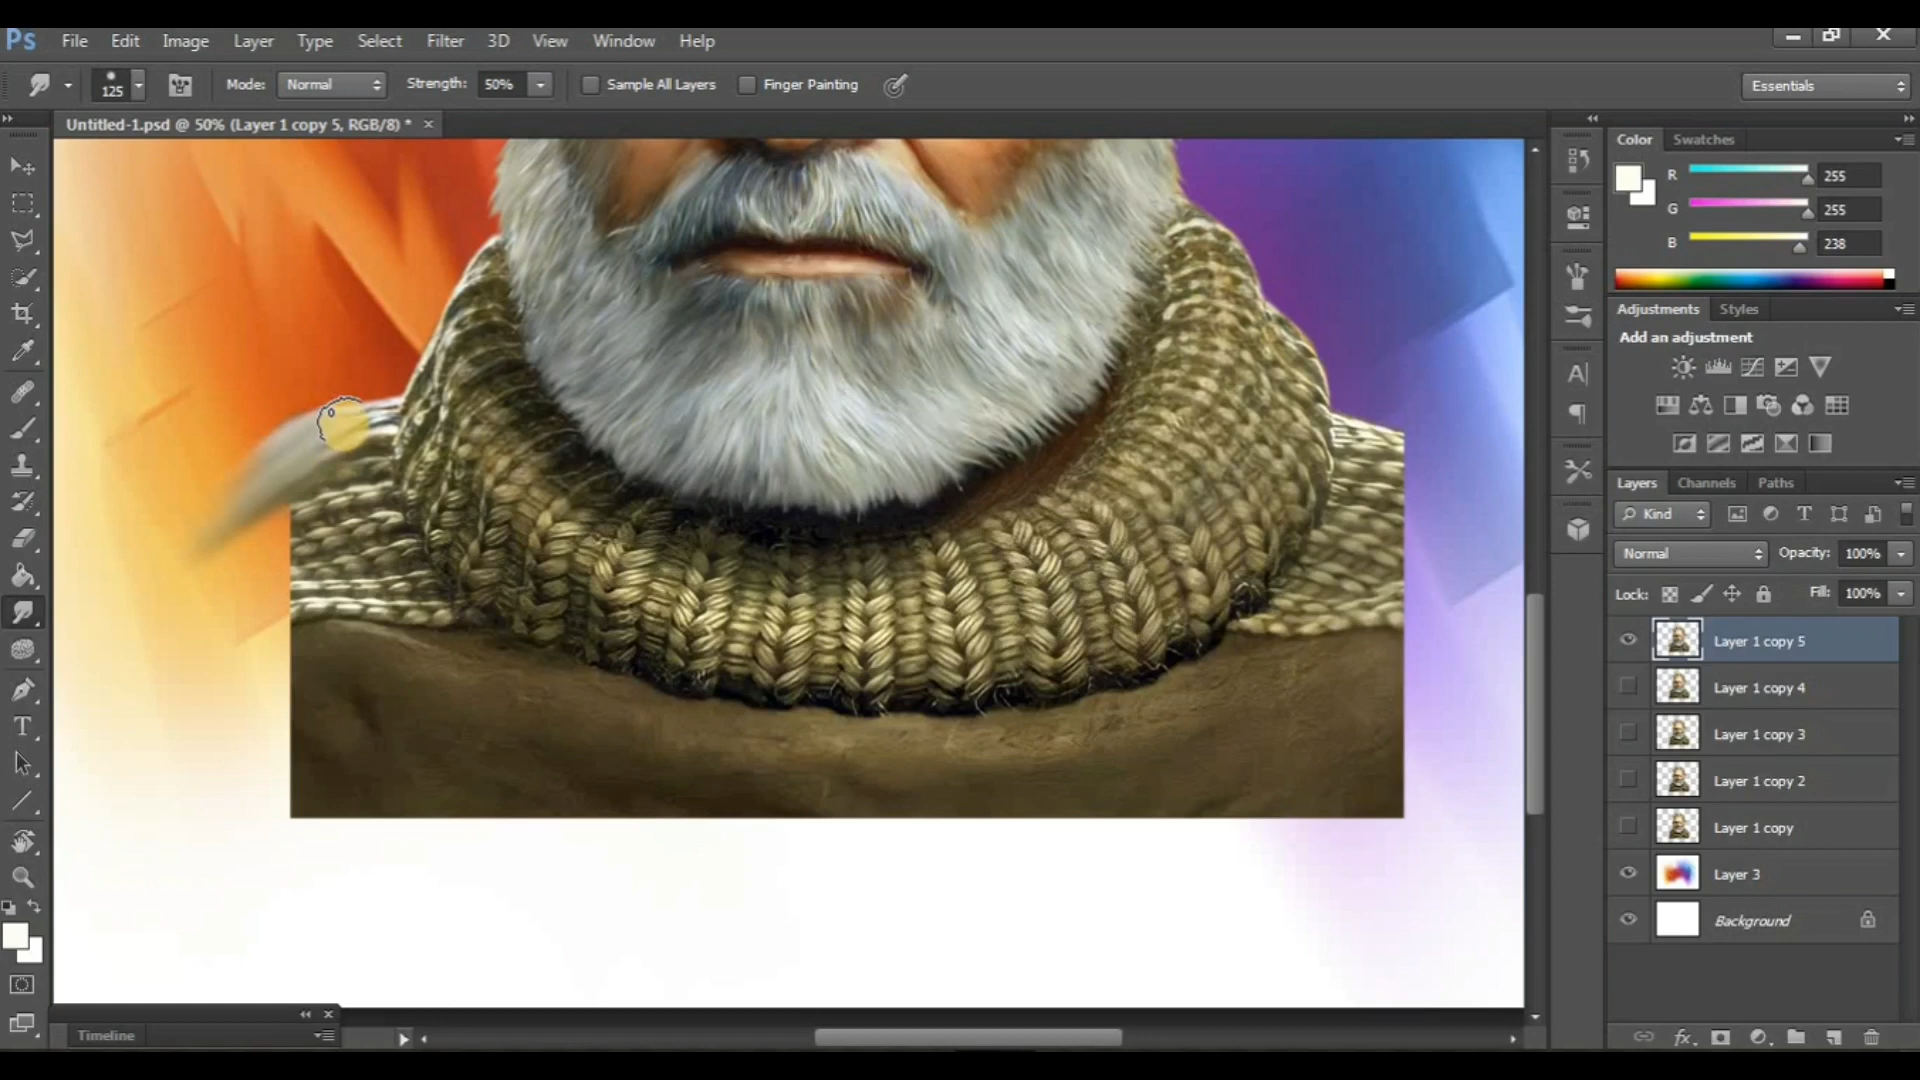 Ps File Edit Image Layer Type Select Filter 3D View Window Help
125 Mode: Normal Strength: 50% Sample All Layers Finger Painting Essentials
Untitled-1.psd @ 50% (Layer 1 copy 5, RGB/8) * ×
Color Swatches
R 255
G 255
B 238
Adjustments Styles
Add an adjustment
Layers Channels Paths
Kind
Normal Opacity: 100%
Lock: Fill: 100%
Layer 1 copy 5
Layer 1 copy 4
Layer 1 copy 3
Layer 1 copy 2
Layer 1 copy
Layer 3
Background
Timeline